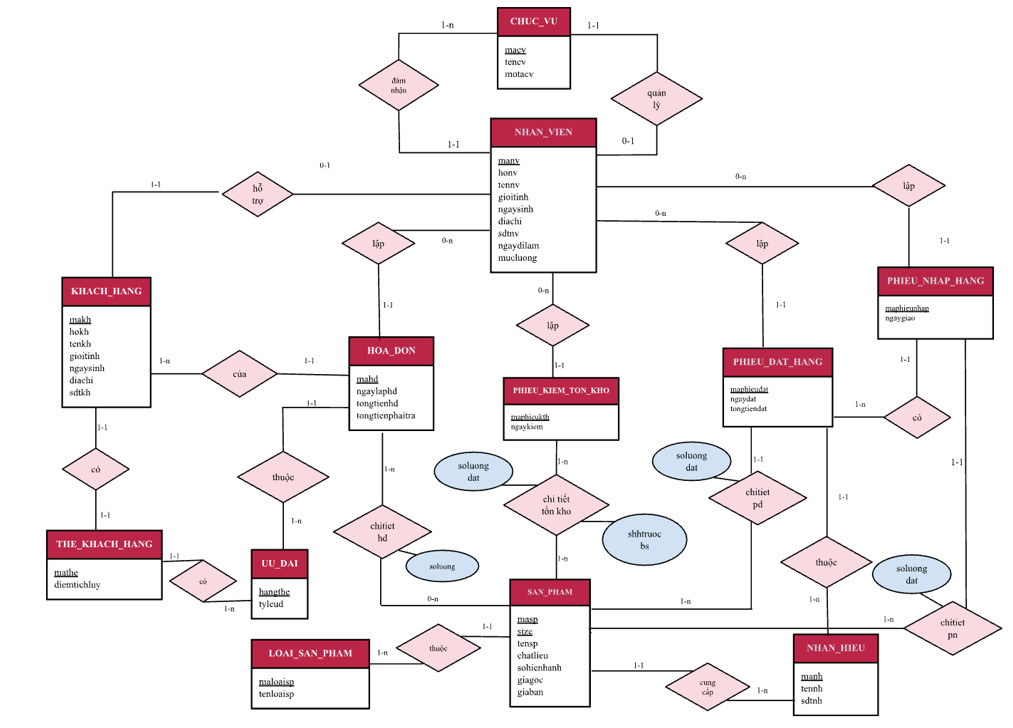 CHUC_VU
macv
tencv
motacv
1-n
1-1
đảm
nhận
quản
lý
1-1
0-1
NHAN_VIEN
manv
honv
tennv
gioitinh
ngaysinh
diachi
sdtnv
ngaydilam
mucluong
0-1
1-1
hỗ
trợ
0-n
lập
1-1
0-n
lập
0-n
lập
1-1
0-n
lập
1-1
1-1
KHACH_HANG
makh
hokh
tenkh
gioitinh
ngaysinh
diachi
sdtkh
PHIEU_NHAP_HANG
maphieunhap
ngaygiao
HOA_DON
mahd
ngaylaphd
tongtienhd
tongtienphaitra
PHIEU_KIEM_TON_KHO
maphieukth
ngaykiem
PHIEU_DAT_HANG
maphieudat
ngaydat
tongtiendat
1-n
của
1-1
1-1
1-n
có
1-1
1-1
có
1-1
1-1
thuộc
1-n
1-n
chitiet
hd
soluong
0-n
1-n
soluong
dat
chi tiết
tồn kho
shhtruoc
bs
1-n
soluong
dat
1-1
chitiet
pd
1-n
1-1
thuộc
1-n
1-1
soluong
dat
chitiet
pn
1-n
THE_KHACH_HANG
mathe
diemtichluy
1-1
có
1-n
UU_DAI
hangthe
tyleud
SAN_PHAM
masp
size
tensp
chatlieu
sohienhanh
giagoc
giaban
LOAI_SAN_PHAM
maloaisp
tenloaisp
1-n
thuộc
1-1
1-1
cung
cấp
1-n
NHAN_HIEU
manh
tennh
sdtnh